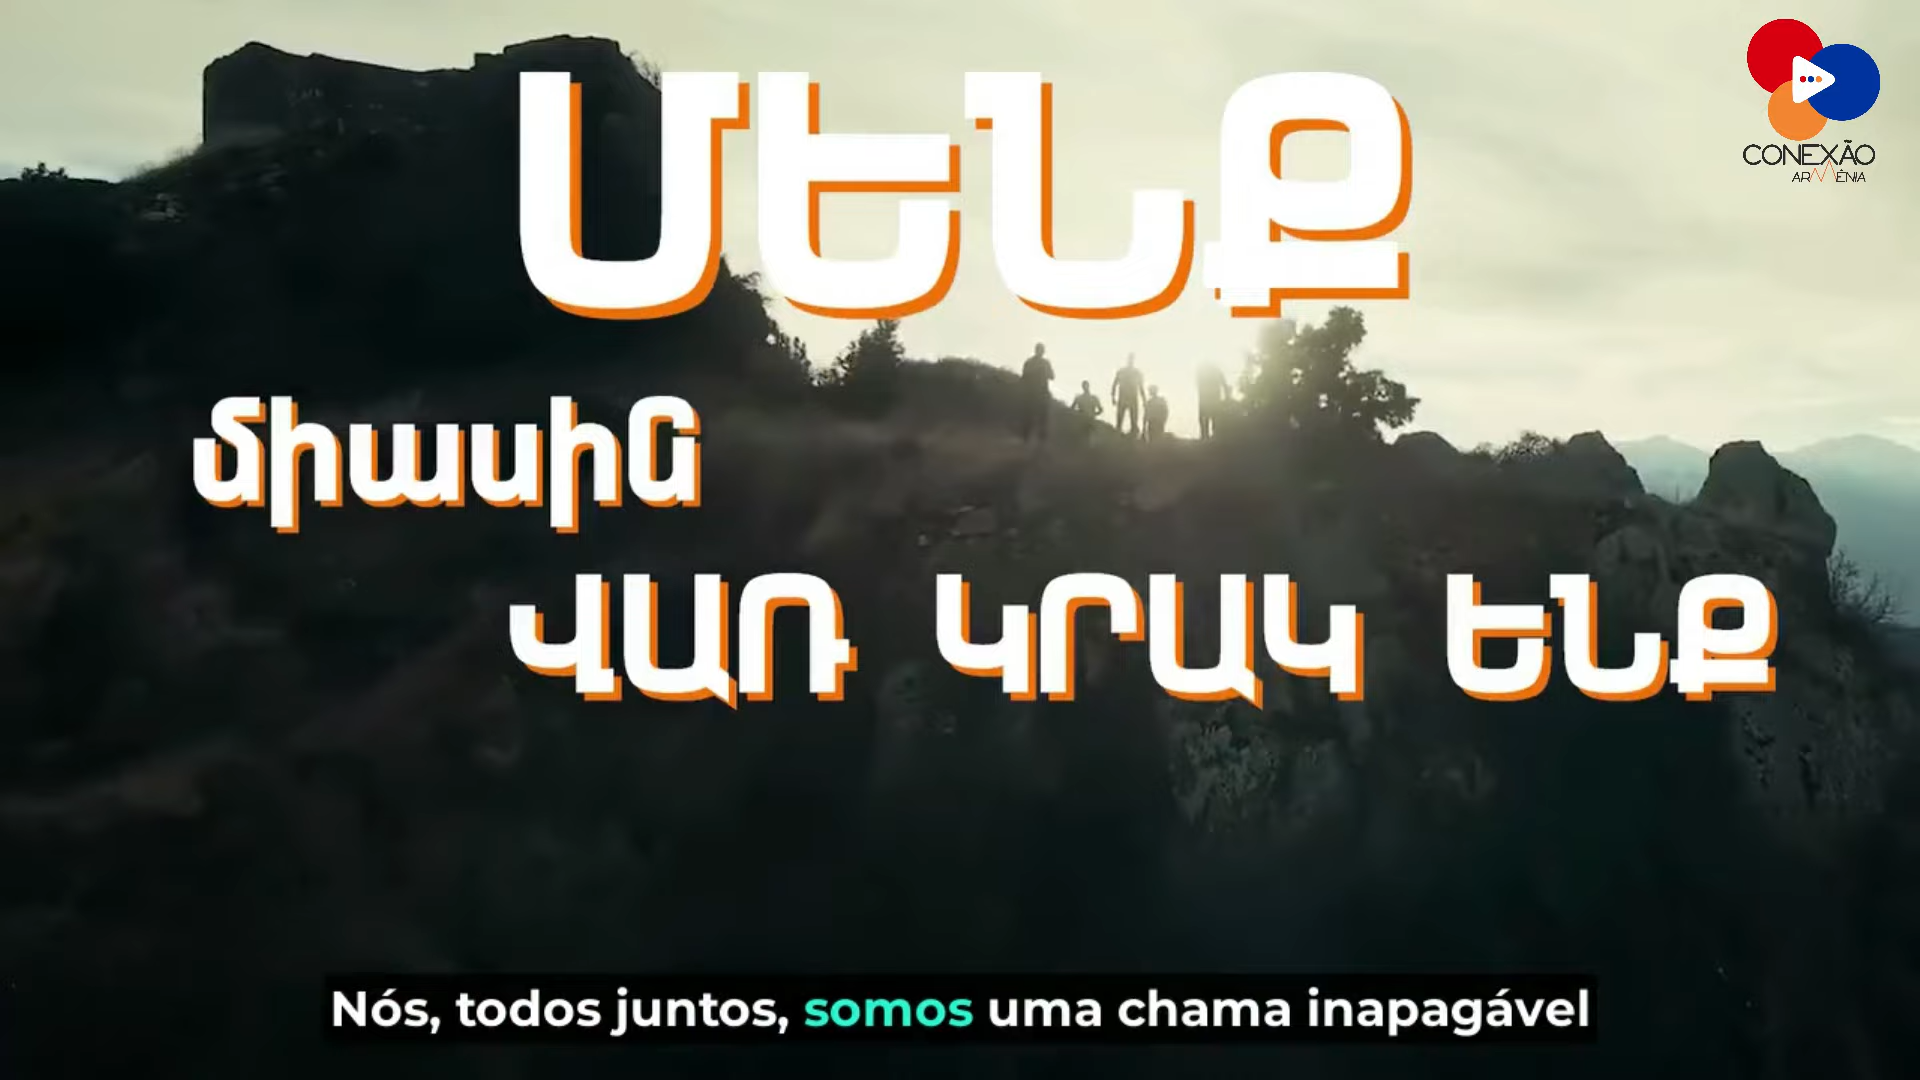 ՄԵՆՔ
միասին
ՎԱՌ ԿՐԱԿ ԵՆՔ
CONEXÃO
ARMÊNIA
Nós, todos juntos, somos uma chama inapagável